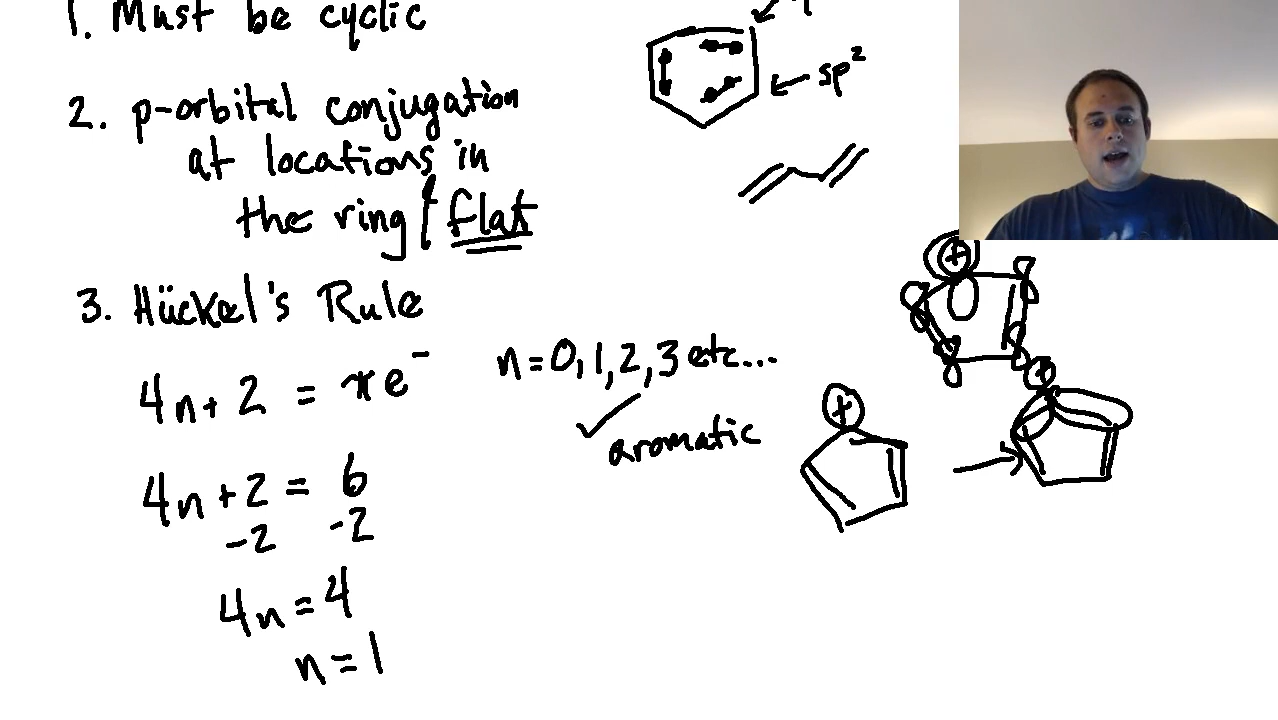 1. Must be cyclic
2. p-orbital conjugation
at locations in
the ring & flat
3. Hückel's Rule
4n+2 = πe⁻
n=0,1,2,3 etc...
✓ aromatic
4n+2 = 6
-2 -2
4n=4
n=1
sp²
+
+
+